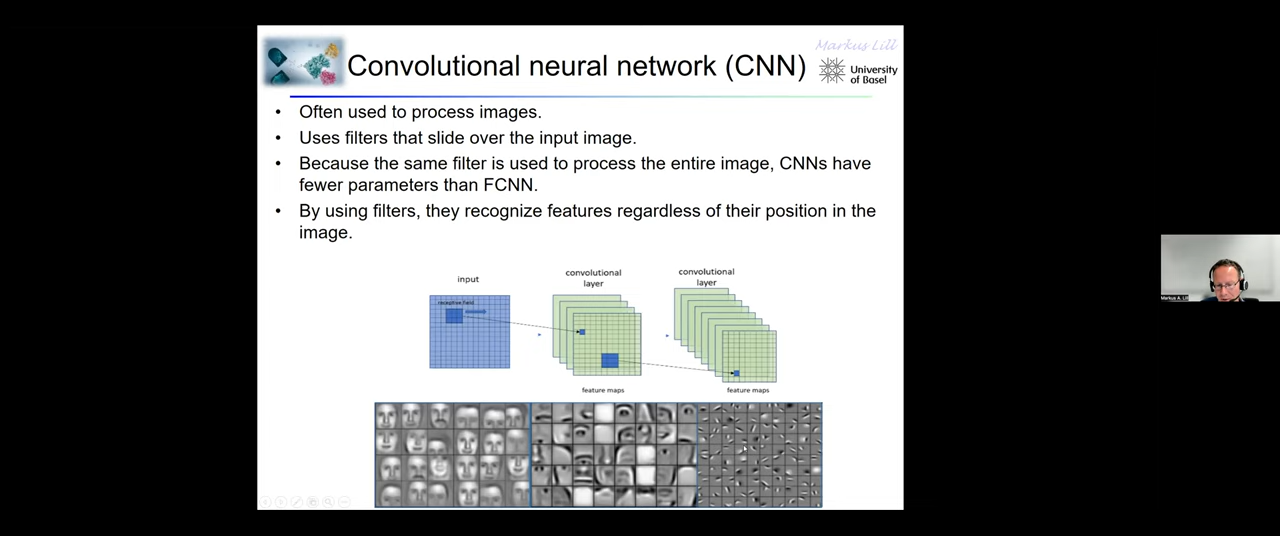 Convolutional neural network (CNN)
Markus Lill
University
of Basel
• Often used to process images.
• Uses filters that slide over the input image.
• Because the same filter is used to process the entire image, CNNs have
fewer parameters than FCNN.
• By using filters, they recognize features regardless of their position in the
image.
input
convolutional
layer
convolutional
layer
receptive field
feature maps
feature maps
Markus A. Lill